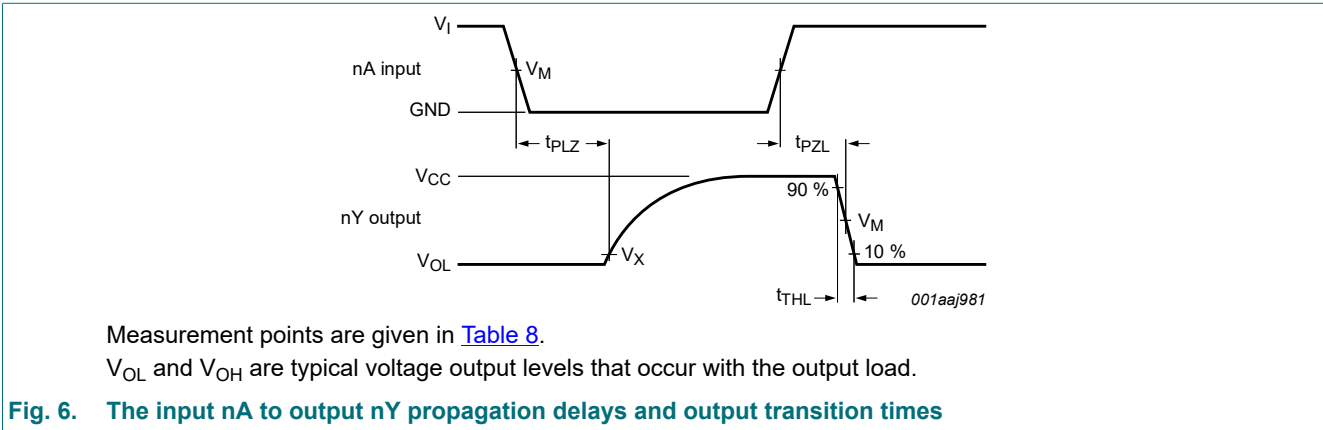 V_I
nA input
V_M
GND
t_PLZ
t_PZL
V_CC
90 %
nY output
V_M
V_X
10 %
V_OL
t_THL
001aaj981
Measurement points are given in Table 8.
V_OL and V_OH are typical voltage output levels that occur with the output load.
Fig. 6. The input nA to output nY propagation delays and output transition times